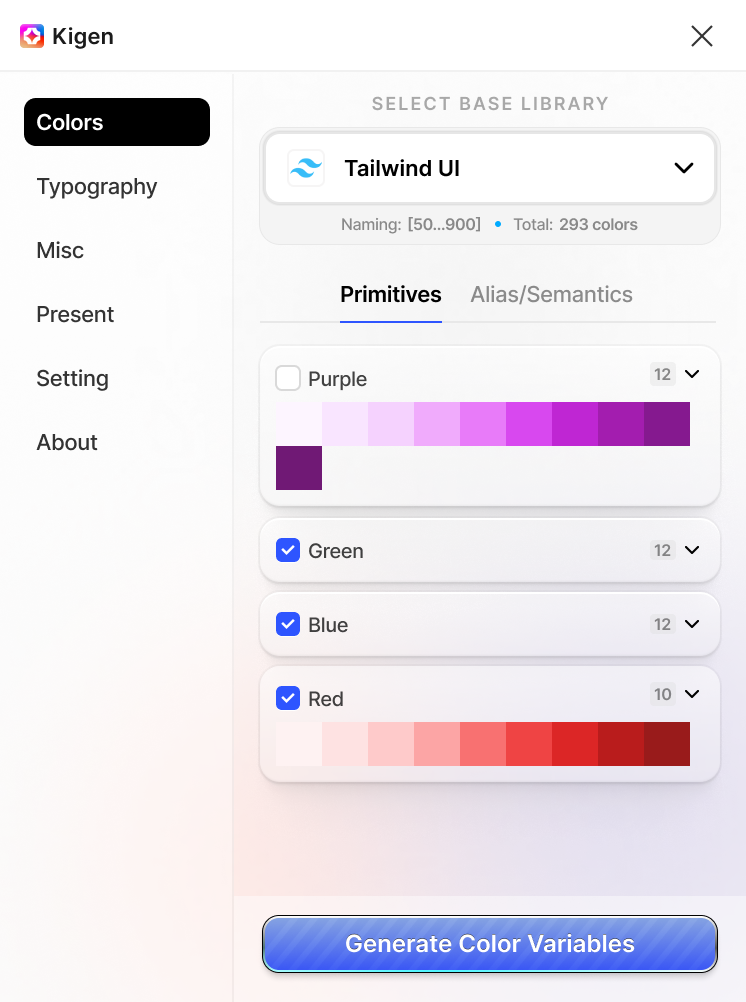 Kigen
Colors
Typography
Misc
Present
Setting
About
SELECT BASE LIBRARY
Tailwind UI
Naming: [50...900] • Total: 293 colors
Primitives Alias/Semantics
Purple 12
Green 12
Blue 12
Red 10
Generate Color Variables